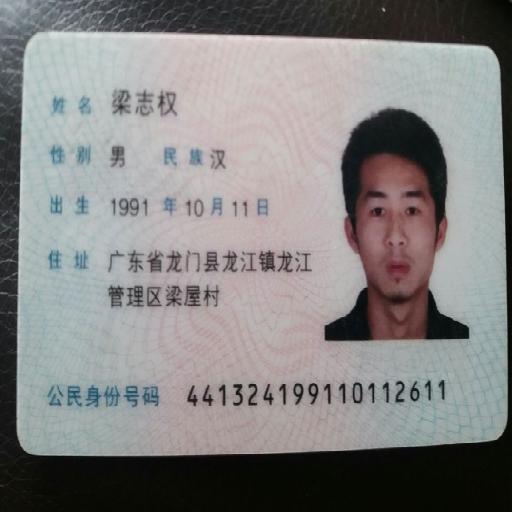 姓名 梁志权
性别 男 民族 汉
出生 1991 年 10 月 11 日
住址 广东省龙门县龙江镇龙江
管理区梁屋村
公民身份号码 441324199110112611